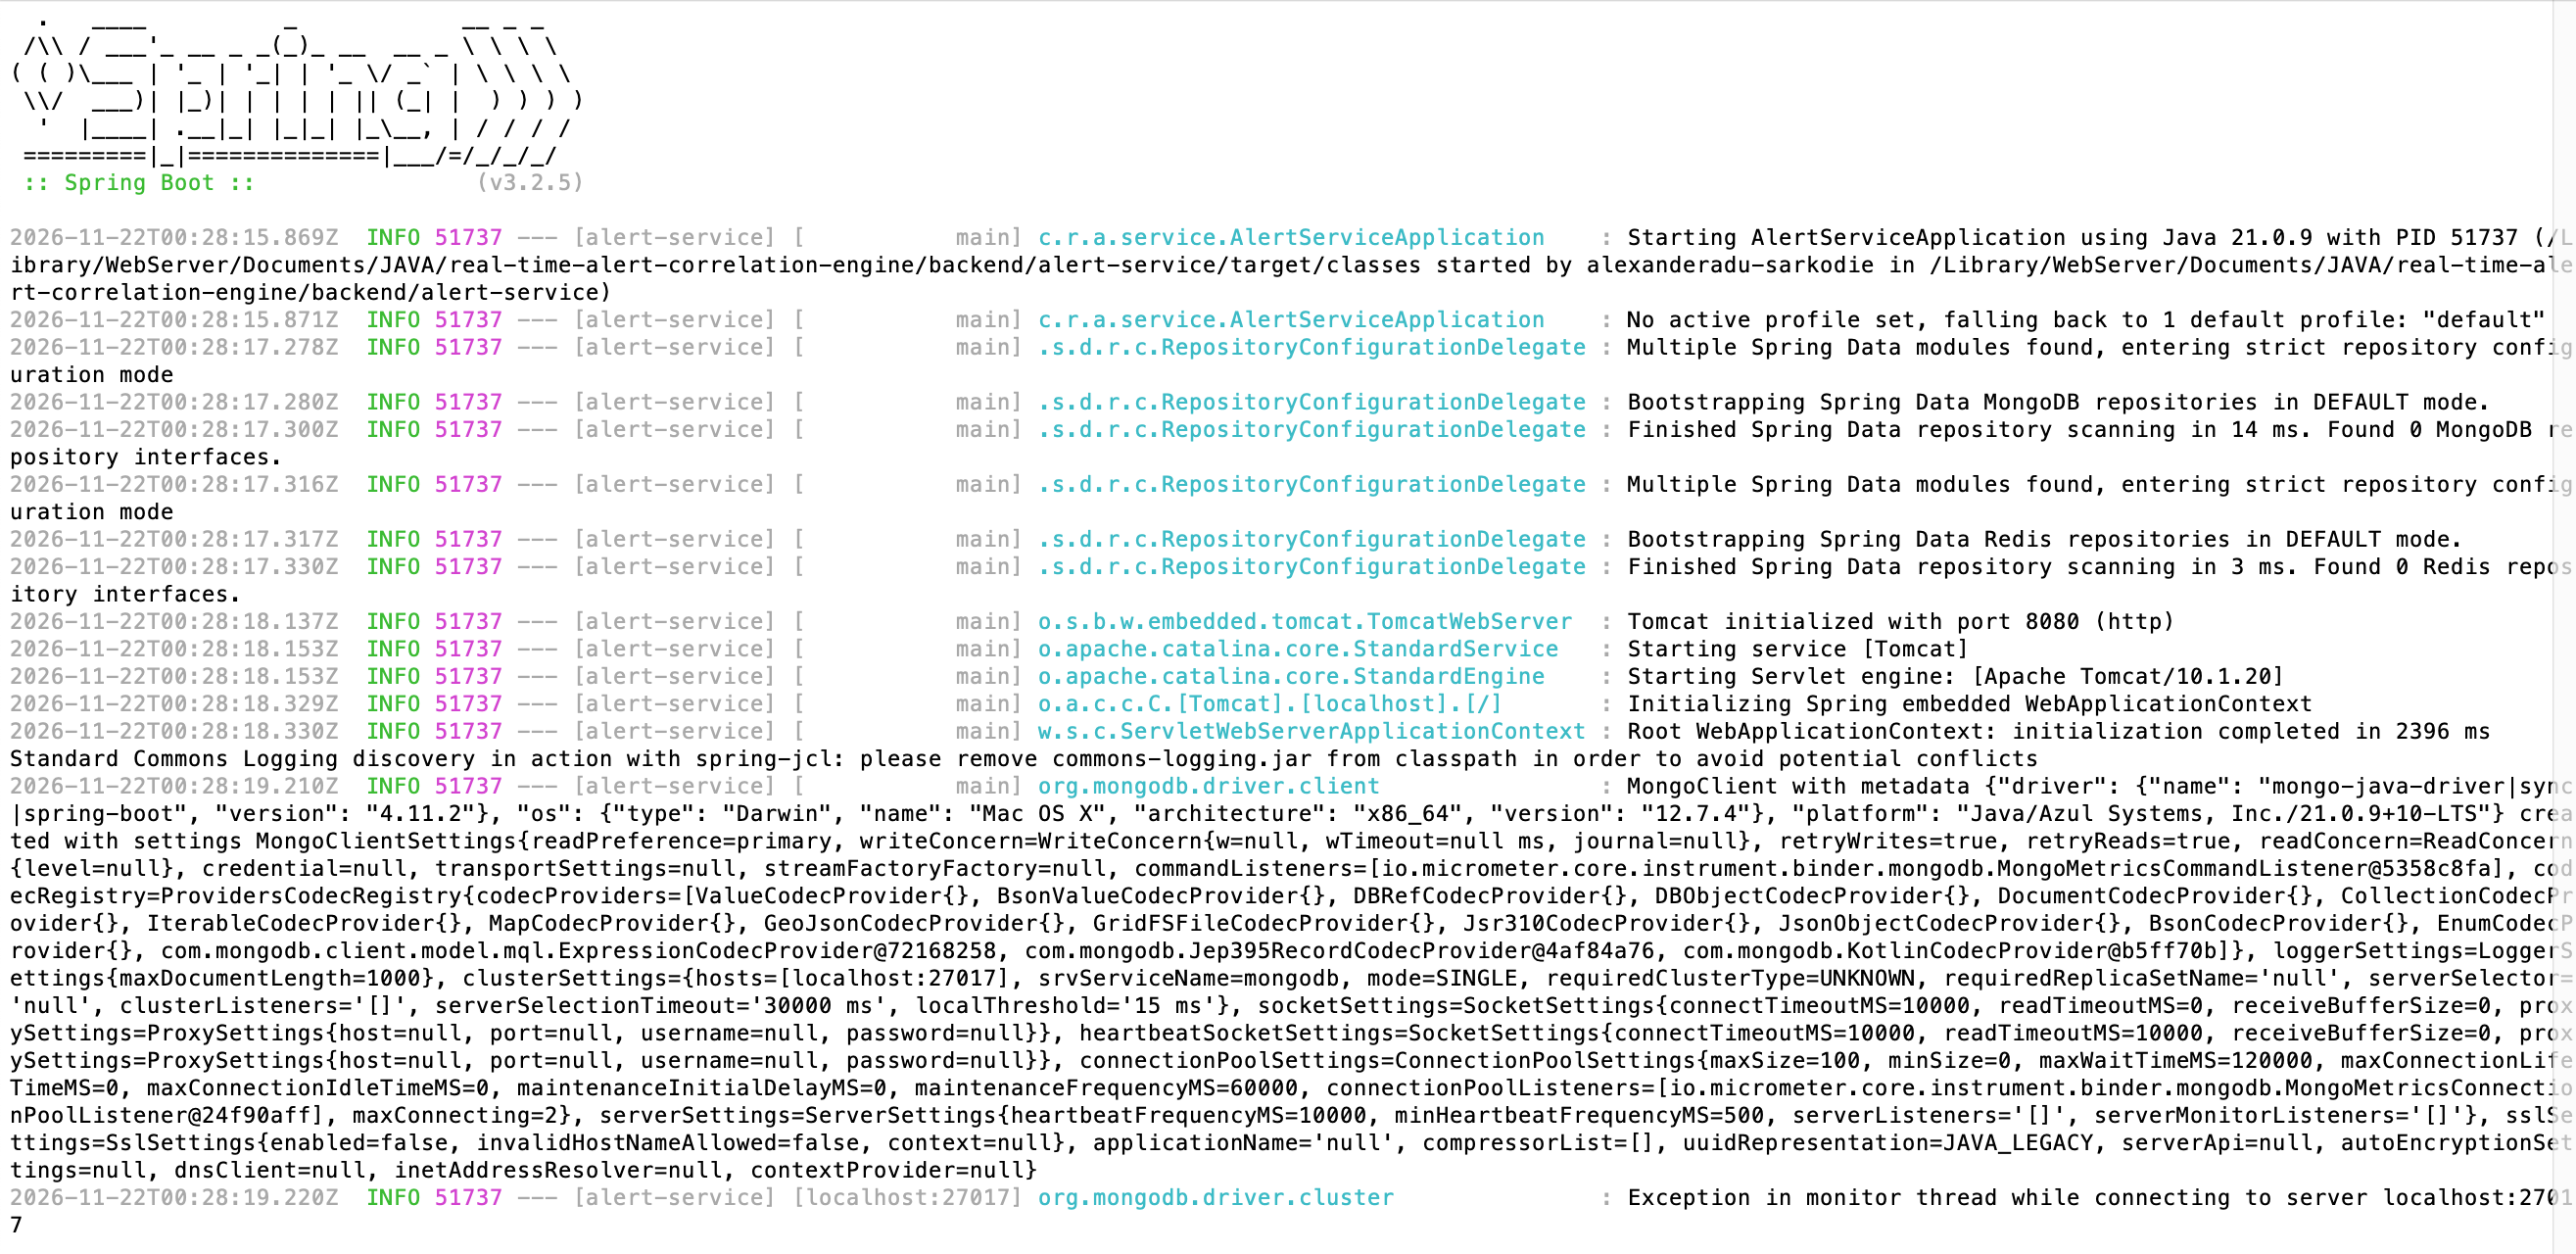 .   ____          _            __ _ _
 /\\ / ___'_ __ _ _(_)_ __  __ _ \ \ \ \
( ( )\___ | '_ | '_| | '_ \/ _` | \ \ \ \
 \\/  ___)| |_)| | | | | || (_| |  ) ) ) )
  '  |____| .__|_| |_|_| |_\__, | / / / /
 =========|_|==============|___/=/_/_/_/
 :: Spring Boot ::                (v3.2.5)
2026-11-22T00:28:15.869Z  INFO 51737 --- [alert-service] [           main] c.r.a.service.AlertServiceApplication    : Starting AlertServiceApplication using Java 21.0.9 with PID 51737 (/L
ibrary/WebServer/Documents/JAVA/real-time-alert-correlation-engine/backend/alert-service/target/classes started by alexanderadu-sarkodie in /Library/WebServer/Documents/JAVA/real-time-ale
rt-correlation-engine/backend/alert-service)
2026-11-22T00:28:15.871Z  INFO 51737 --- [alert-service] [           main] c.r.a.service.AlertServiceApplication    : No active profile set, falling back to 1 default profile: "default"
2026-11-22T00:28:17.278Z  INFO 51737 --- [alert-service] [           main] .s.d.r.c.RepositoryConfigurationDelegate : Multiple Spring Data modules found, entering strict repository config
uration mode
2026-11-22T00:28:17.280Z  INFO 51737 --- [alert-service] [           main] .s.d.r.c.RepositoryConfigurationDelegate : Bootstrapping Spring Data MongoDB repositories in DEFAULT mode.
2026-11-22T00:28:17.300Z  INFO 51737 --- [alert-service] [           main] .s.d.r.c.RepositoryConfigurationDelegate : Finished Spring Data repository scanning in 14 ms. Found 0 MongoDB re
pository interfaces.
2026-11-22T00:28:17.316Z  INFO 51737 --- [alert-service] [           main] .s.d.r.c.RepositoryConfigurationDelegate : Multiple Spring Data modules found, entering strict repository config
uration mode
2026-11-22T00:28:17.317Z  INFO 51737 --- [alert-service] [           main] .s.d.r.c.RepositoryConfigurationDelegate : Bootstrapping Spring Data Redis repositories in DEFAULT mode.
2026-11-22T00:28:17.330Z  INFO 51737 --- [alert-service] [           main] .s.d.r.c.RepositoryConfigurationDelegate : Finished Spring Data repository scanning in 3 ms. Found 0 Redis repos
itory interfaces.
2026-11-22T00:28:18.137Z  INFO 51737 --- [alert-service] [           main] o.s.b.w.embedded.tomcat.TomcatWebServer  : Tomcat initialized with port 8080 (http)
2026-11-22T00:28:18.153Z  INFO 51737 --- [alert-service] [           main] o.apache.catalina.core.StandardService   : Starting service [Tomcat]
2026-11-22T00:28:18.153Z  INFO 51737 --- [alert-service] [           main] o.apache.catalina.core.StandardEngine    : Starting Servlet engine: [Apache Tomcat/10.1.20]
2026-11-22T00:28:18.329Z  INFO 51737 --- [alert-service] [           main] o.a.c.c.C.[Tomcat].[localhost].[/]       : Initializing Spring embedded WebApplicationContext
2026-11-22T00:28:18.330Z  INFO 51737 --- [alert-service] [           main] w.s.c.ServletWebServerApplicationContext : Root WebApplicationContext: initialization completed in 2396 ms
Standard Commons Logging discovery in action with spring-jcl: please remove commons-logging.jar from classpath in order to avoid potential conflicts
2026-11-22T00:28:19.210Z  INFO 51737 --- [alert-service] [           main] org.mongodb.driver.client                : MongoClient with metadata {"driver": {"name": "mongo-java-driver|sync
|spring-boot", "version": "4.11.2"}, "os": {"type": "Darwin", "name": "Mac OS X", "architecture": "x86_64", "version": "12.7.4"}, "platform": "Java/Azul Systems, Inc./21.0.9+10-LTS"} crea
ted with settings MongoClientSettings{readPreference=primary, writeConcern=WriteConcern{w=null, wTimeout=null ms, journal=null}, retryWrites=true, retryReads=true, readConcern=ReadConcern
{level=null}, credential=null, transportSettings=null, streamFactoryFactory=null, commandListeners=[io.micrometer.core.instrument.binder.mongodb.MongoMetricsCommandListener@5358c8fa], cod
ecRegistry=ProvidersCodecRegistry{codecProviders=[ValueCodecProvider{}, BsonValueCodecProvider{}, DBRefCodecProvider{}, DBObjectCodecProvider{}, DocumentCodecProvider{}, CollectionCodecPr
ovider{}, IterableCodecProvider{}, MapCodecProvider{}, GeoJsonCodecProvider{}, GridFSFileCodecProvider{}, Jsr310CodecProvider{}, JsonObjectCodecProvider{}, BsonCodecProvider{}, EnumCodecP
rovider{}, com.mongodb.client.model.mql.ExpressionCodecProvider@72168258, com.mongodb.Jep395RecordCodecProvider@4af84a76, com.mongodb.KotlinCodecProvider@b5ff70b]}, loggerSettings=LoggerS
ettings{maxDocumentLength=1000}, clusterSettings={hosts=[localhost:27017], srvServiceName=mongodb, mode=SINGLE, requiredClusterType=UNKNOWN, requiredReplicaSetName='null', serverSelector=
'null', clusterListeners='[]', serverSelectionTimeout='30000 ms', localThreshold='15 ms'}, socketSettings=SocketSettings{connectTimeoutMS=10000, readTimeoutMS=0, receiveBufferSize=0, prox
ySettings=ProxySettings{host=null, port=null, username=null, password=null}}, heartbeatSocketSettings=SocketSettings{connectTimeoutMS=10000, readTimeoutMS=10000, receiveBufferSize=0, prox
ySettings=ProxySettings{host=null, port=null, username=null, password=null}}, connectionPoolSettings=ConnectionPoolSettings{maxSize=100, minSize=0, maxWaitTimeMS=120000, maxConnectionLife
TimeMS=0, maxConnectionIdleTimeMS=0, maintenanceInitialDelayMS=0, maintenanceFrequencyMS=60000, connectionPoolListeners=[io.micrometer.core.instrument.binder.mongodb.MongoMetricsConnectio
nPoolListener@24f90aff], maxConnecting=2}, serverSettings=ServerSettings{heartbeatFrequencyMS=10000, minHeartbeatFrequencyMS=500, serverListeners='[]', serverMonitorListeners='[]'}, sslSe
ttings=SslSettings{enabled=false, invalidHostNameAllowed=false, context=null}, applicationName='null', compressorList=[], uuidRepresentation=JAVA_LEGACY, serverApi=null, autoEncryptionSet
tings=null, dnsClient=null, inetAddressResolver=null, contextProvider=null}
2026-11-22T00:28:19.220Z  INFO 51737 --- [alert-service] [localhost:27017] org.mongodb.driver.cluster               : Exception in monitor thread while connecting to server localhost:2701
7